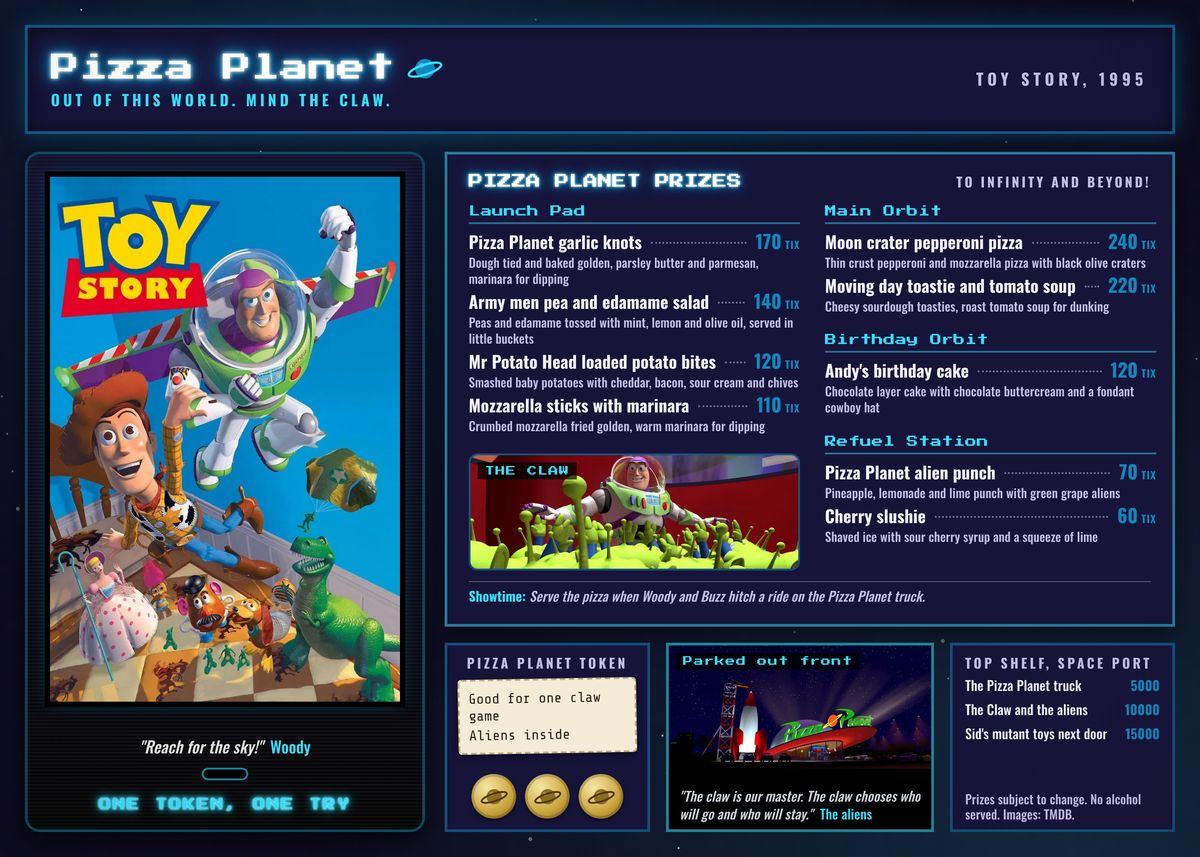 Pizza Planet
OUT OF THIS WORLD. MIND THE CLAW.
TOY STORY, 1995
TOY
STORY
"Reach for the sky!" Woody
ONE TOKEN, ONE TRY
PIZZA PLANET PRIZES
TO INFINITY AND BEYOND!
Launch Pad
Pizza Planet garlic knots 170 TIX
Dough tied and baked golden, parsley butter and parmesan,
marinara for dipping
Army men pea and edamame salad 140 TIX
Peas and edamame tossed with mint, lemon and olive oil, served in
little buckets
Mr Potato Head loaded potato bites 120 TIX
Smashed baby potatoes with cheddar, bacon, sour cream and chives
Mozzarella sticks with marinara 110 TIX
Crumbed mozzarella fried golden, warm marinara for dipping
THE CLAW
Main Orbit
Moon crater pepperoni pizza 240 TIX
Thin crust pepperoni and mozzarella pizza with black olive craters
Moving day toastie and tomato soup 220 TIX
Cheesy sourdough toasties, roast tomato soup for dunking
Birthday Orbit
Andy's birthday cake 120 TIX
Chocolate layer cake with chocolate buttercream and a fondant
cowboy hat
Refuel Station
Pizza Planet alien punch 70 TIX
Pineapple, lemonade and lime punch with green grape aliens
Cherry slushie 60 TIX
Shaved ice with sour cherry syrup and a squeeze of lime
Showtime: Serve the pizza when Woody and Buzz hitch a ride on the Pizza Planet truck.
PIZZA PLANET TOKEN
Good for one claw
game
Aliens inside
Parked out front
Pizza Planet
"The claw is our master. The claw chooses who
will go and who will stay." The aliens
TOP SHELF, SPACE PORT
The Pizza Planet truck 5000
The Claw and the aliens 10000
Sid's mutant toys next door 15000
Prizes subject to change. No alcohol
served. Images: TMDB.